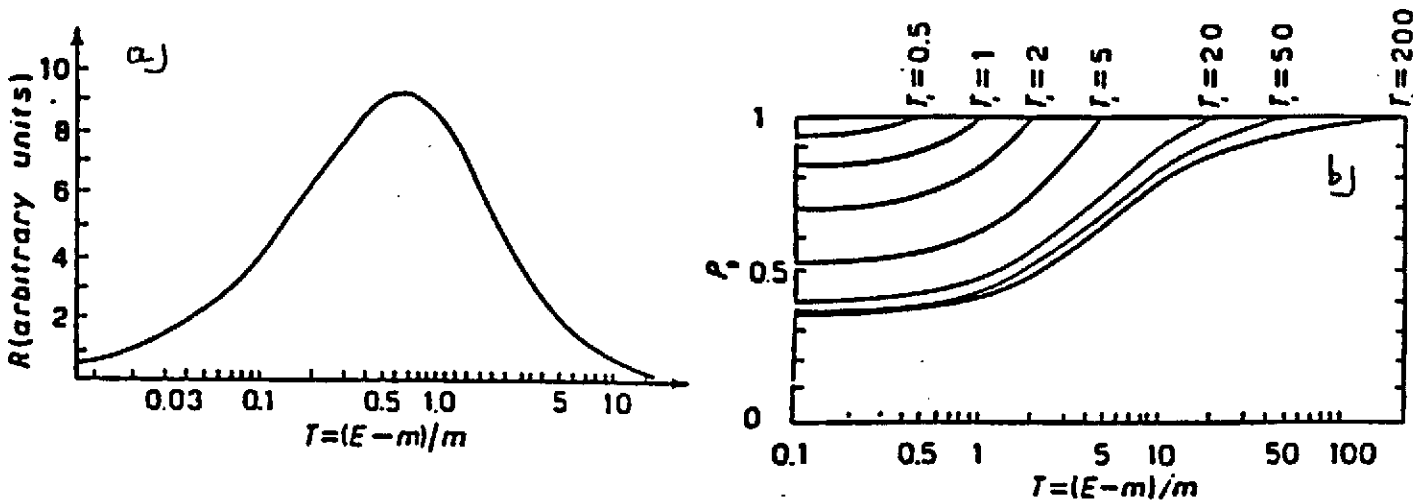 a)
R(arbitrary units)
10
8
6
4
2
0.03 0.1 0.5 1.0 5 10
T=(E-m)/m
T₁=0.5 T₁=1 T₁=2 T₁=5 T₁=20 T₁=50 T₁=200
b)
1
0.5
0
0.1 0.5 1 5 10 50 100
T=(E-m)/m